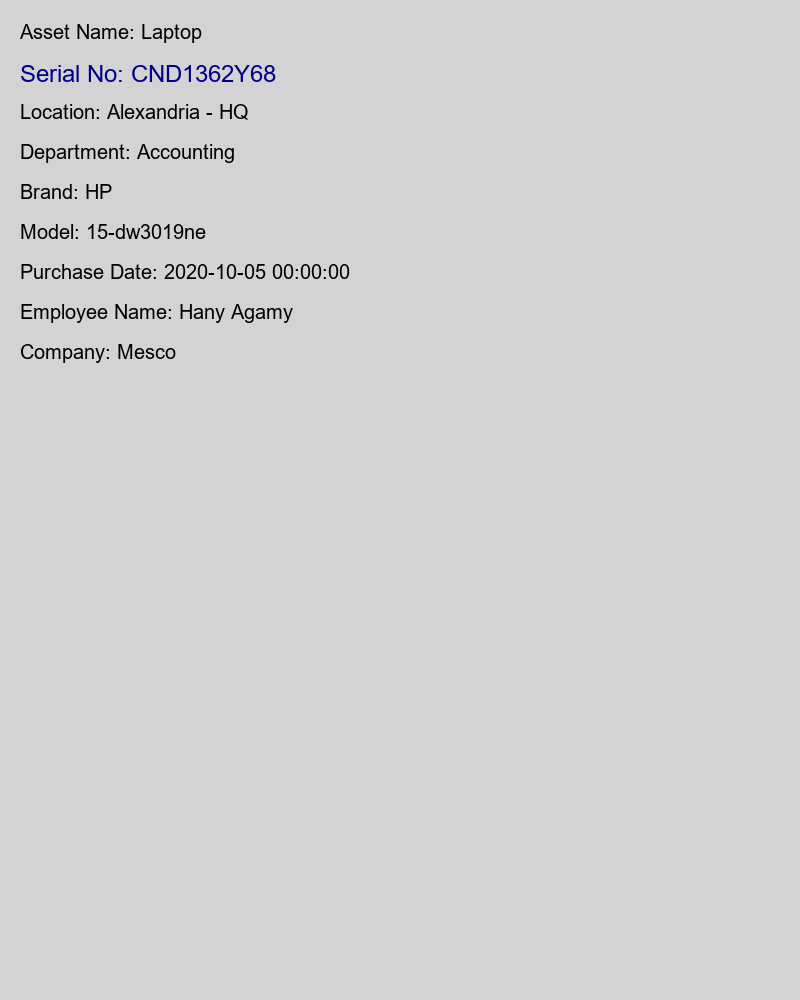 Asset Name: Laptop
Serial No: CND1362Y68
Location: Alexandria - HQ
Department: Accounting
Brand: HP
Model: 15-dw3019ne
Purchase Date: 2020-10-05 00:00:00
Employee Name: Hany Agamy
Company: Mesco